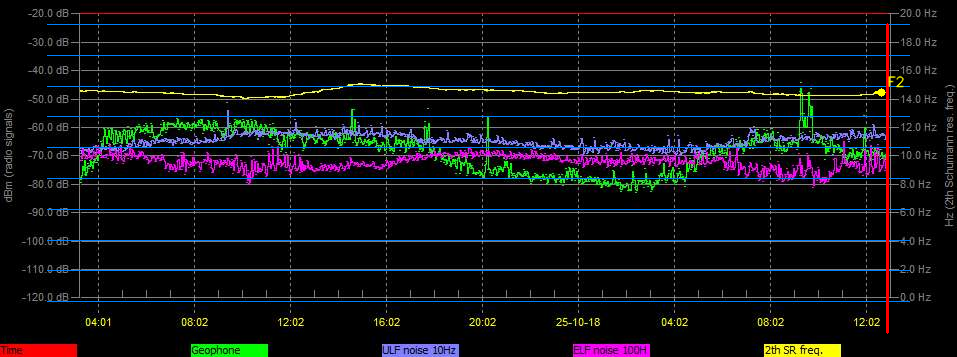 -20.0 dB
20.0 Hz
-30.0 dB
18.0 Hz
-40.0 dB
16.0 Hz
F2
-50.0 dB
14.0 Hz
-60.0 dB
12.0 Hz
-70.0 dB
10.0 Hz
-80.0 dB
8.0 Hz
-90.0 dB
6.0 Hz
-100.0 dB
4.0 Hz
-110.0 dB
2.0 Hz
-120.0 dB
0.0 Hz
dBm (radio signals)
Hz (2th Schumann res. freq.)
04:01 08:02 12:02 16:02 20:02 25-10-18 04:02 08:02 12:02
Time Geophone ULF noise 10Hz ELF noise 100H 2th SR freq.